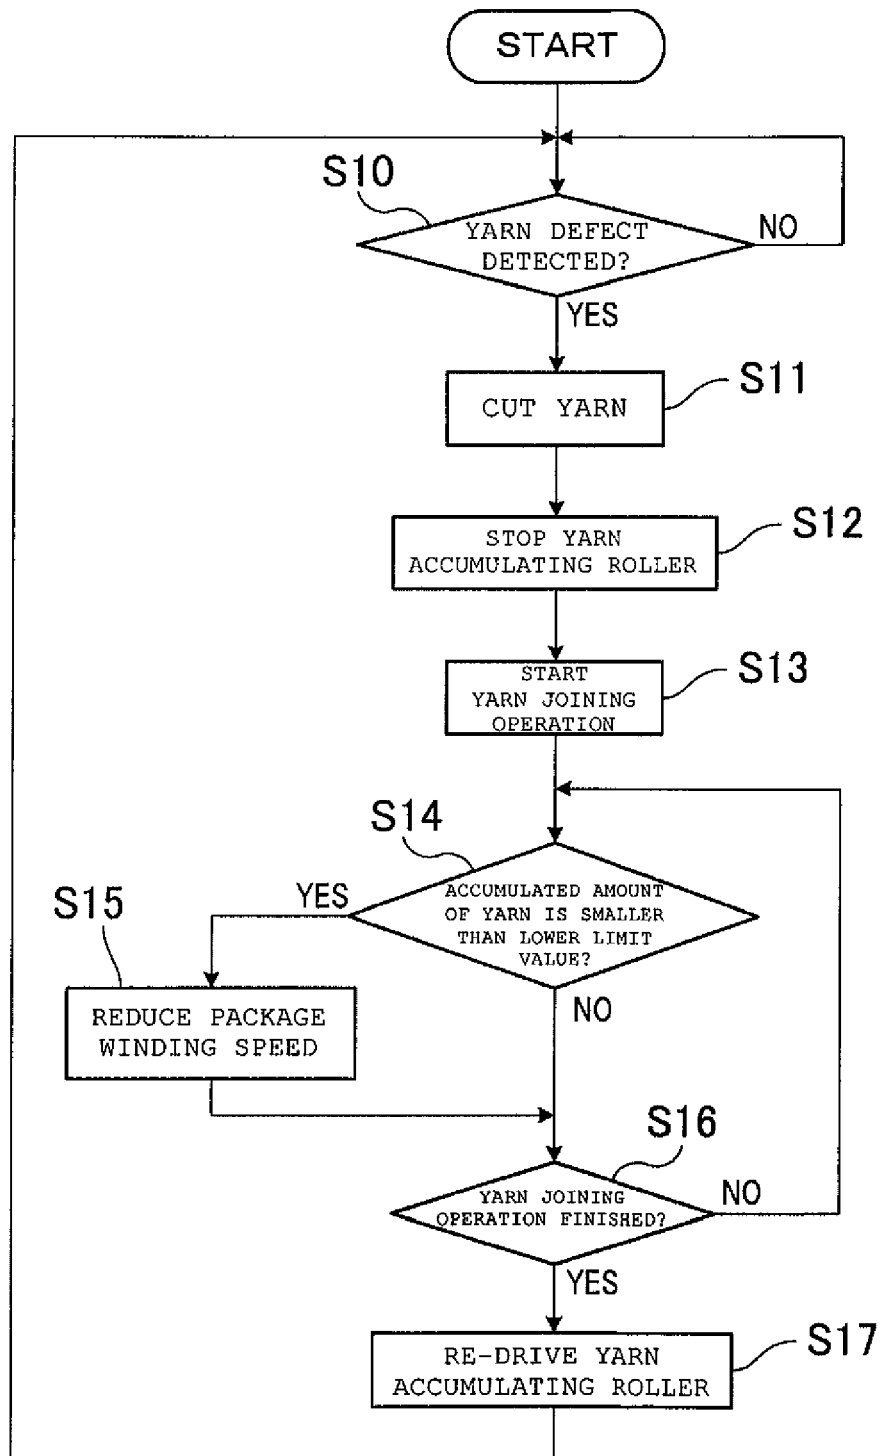 START
S10
YARN DEFECT
DETECTED?
NO
YES
CUT YARN
S11
STOP YARN
ACCUMULATING ROLLER
S12
START
YARN JOINING
OPERATION
S13
S14
ACCUMULATED AMOUNT
OF YARN IS SMALLER
THAN LOWER LIMIT
VALUE?
YES
NO
S15
REDUCE PACKAGE
WINDING SPEED
S16
YARN JOINING
OPERATION FINISHED?
NO
YES
RE-DRIVE YARN
ACCUMULATING ROLLER
S17